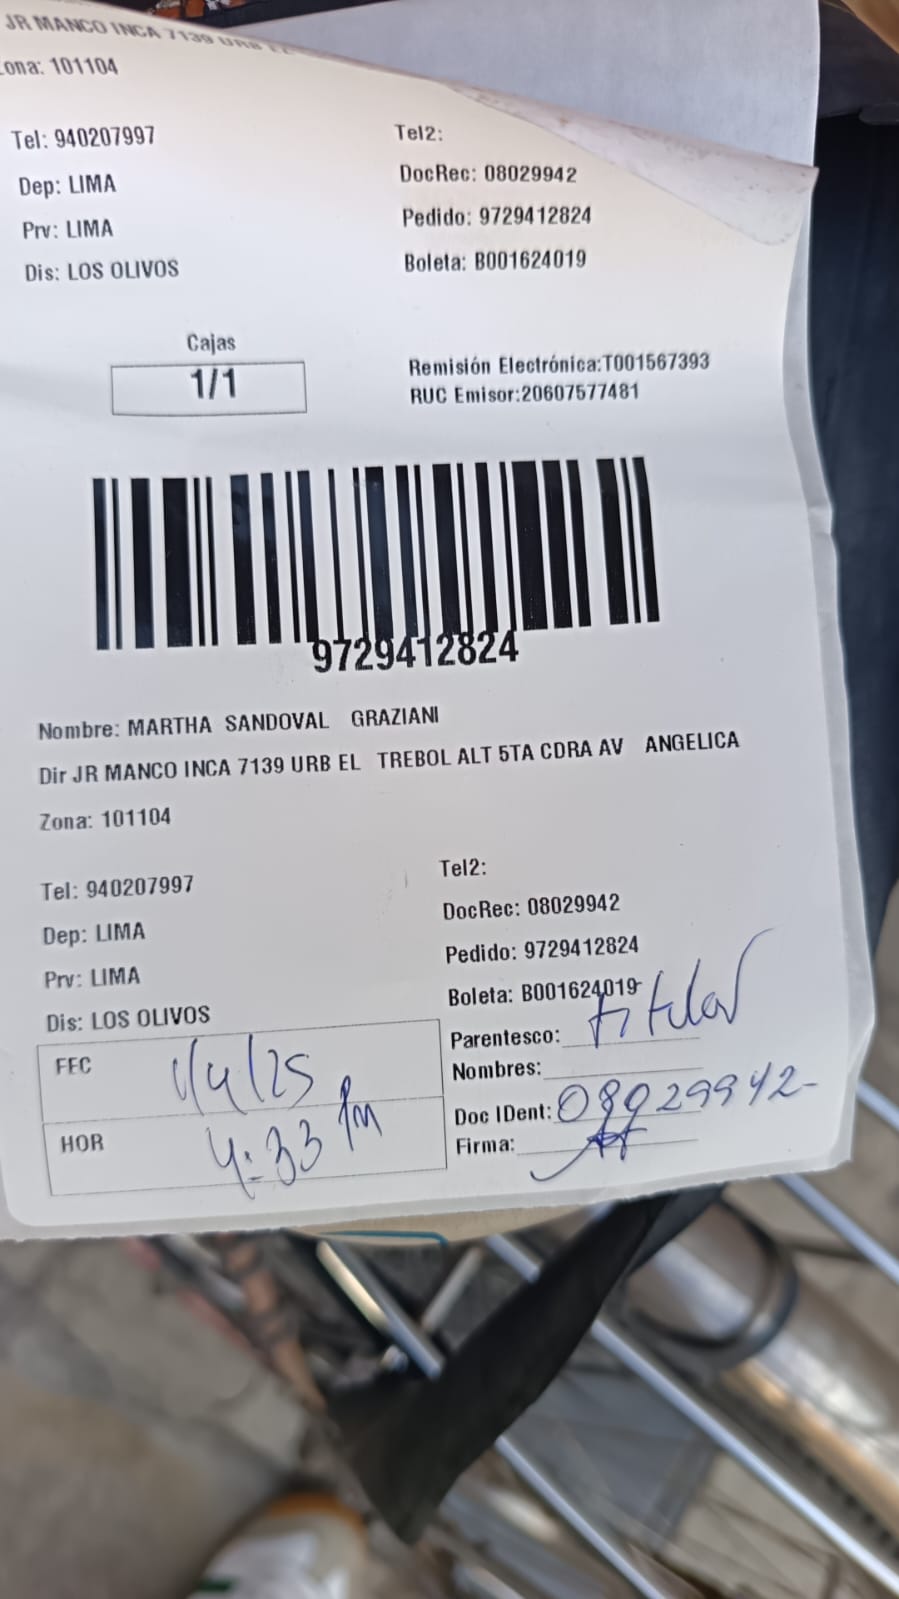 JR MANCO INCA 7139 URB
Zona: 101104
Tel: 940207997
Tel2:
Dep: LIMA
DocRec: 08029942
Prv: LIMA
Pedido: 9729412824
Dis: LOS OLIVOS
Boleta: B001624019
Cajas
1/1
Remisión Electrónica:T001567393
RUC Emisor:20607577481
9729412824
Nombre: MARTHA SANDOVAL GRAZIANI
Dir JR MANCO INCA 7139 URB EL TREBOL ALT 5TA CDRA AV ANGELICA
Zona: 101104
Tel: 940207997
Tel2:
Dep: LIMA
DocRec: 08029942
Prv: LIMA
Pedido: 9729412824
Dis: LOS OLIVOS
Boleta: B001624019
FEC 1/4/25
Parentesco: titular
Nombres:
HOR 4:33 pm
Doc IDent: 08029942
Firma: